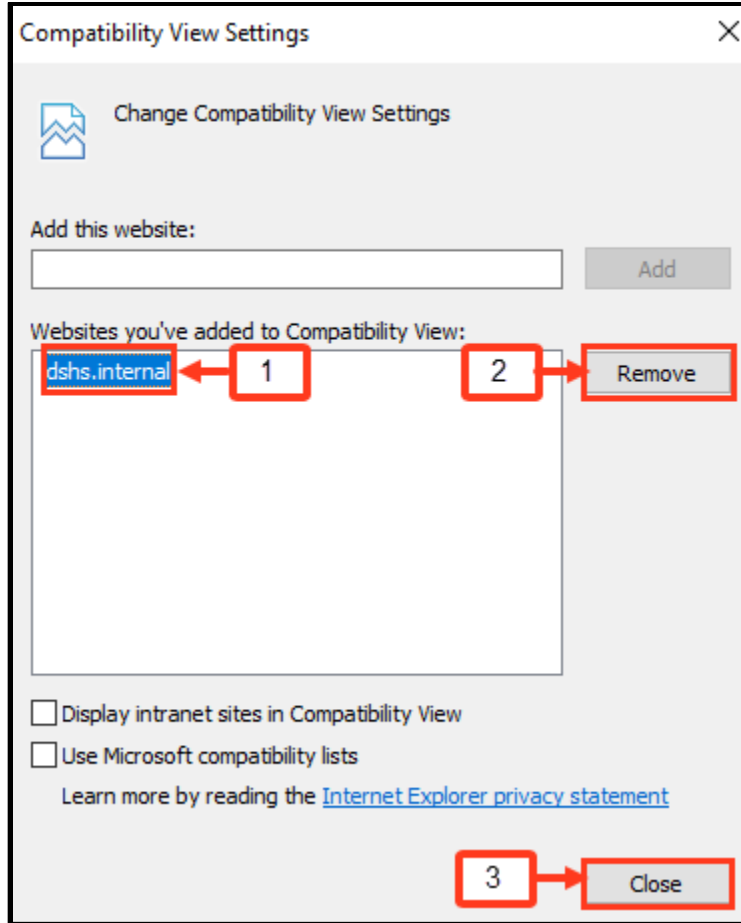 Compatibility View Settings
Change Compatibility View Settings
Add this website:
Add
Websites you've added to Compatibility View:
dshs.internal 1 2 Remove
Display intranet sites in Compatibility View
Use Microsoft compatibility lists
Learn more by reading the Internet Explorer privacy statement
3 Close